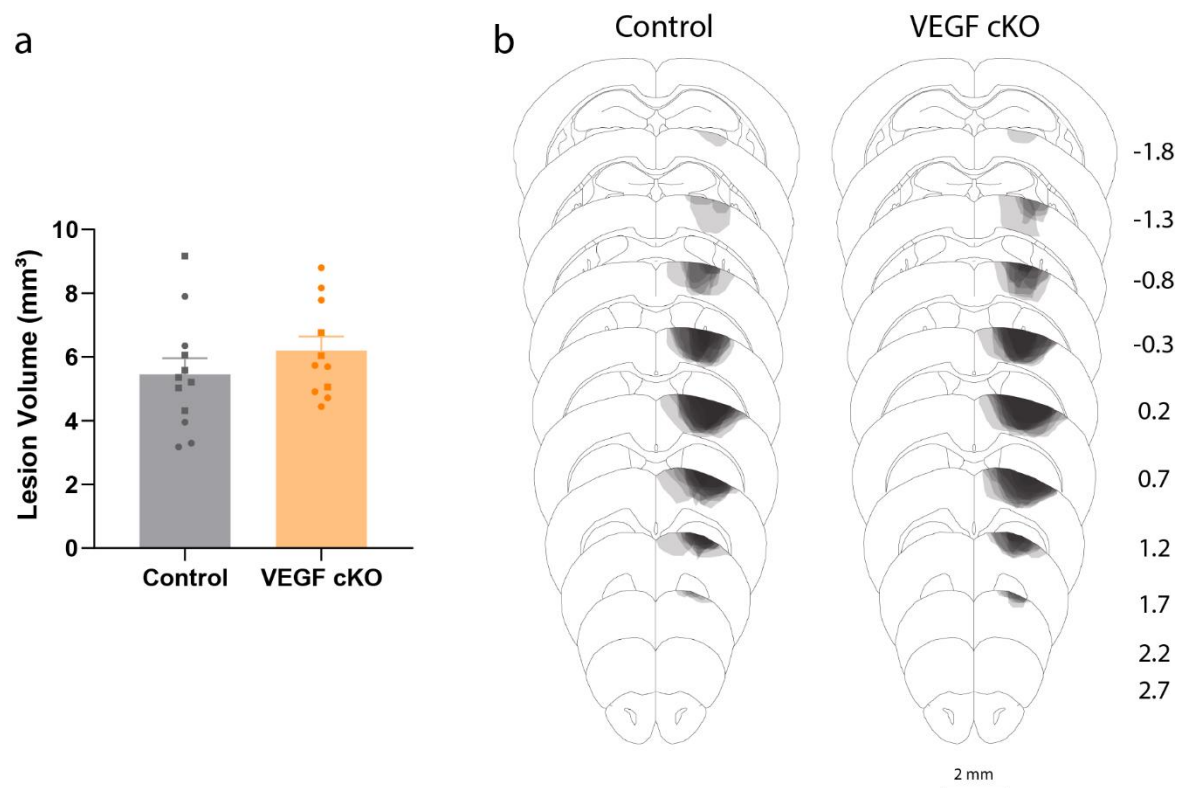 a
Lesion Volume (mm³)
10
8
6
4
2
0
Control
VEGF cKO
b
Control
VEGF cKO
-1.8
-1.3
-0.8
-0.3
0.2
0.7
1.2
1.7
2.2
2.7
2 mm